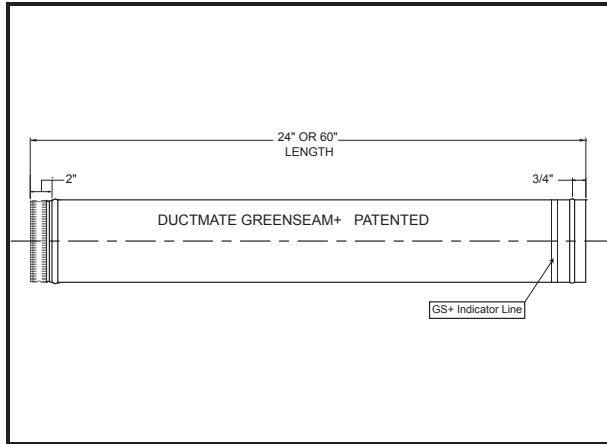 24" OR 60"
LENGTH
2"
3/4"
DUCTMATE GREENSEAM+ PATENTED
GS+ Indicator Line